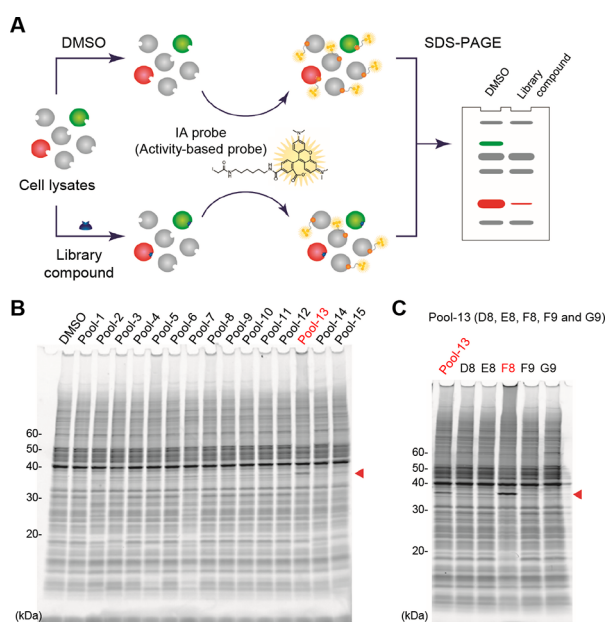 A
DMSO
SDS-PAGE
DMSO
Library
compound
IA probe
(Activity-based probe)
Cell lysates
Library
compound
B
DMSO
Pool-1
Pool-2
Pool-3
Pool-4
Pool-5
Pool-6
Pool-7
Pool-8
Pool-9
Pool-10
Pool-11
Pool-12
Pool-13
Pool-14
Pool-15
60-
50-
40-
30-
20-
(kDa)
C
Pool-13 (D8, E8, F8, F9 and G9)
Pool-13
D8 E8 F8 F9 G9
60-
50-
40-
30-
20-
(kDa)